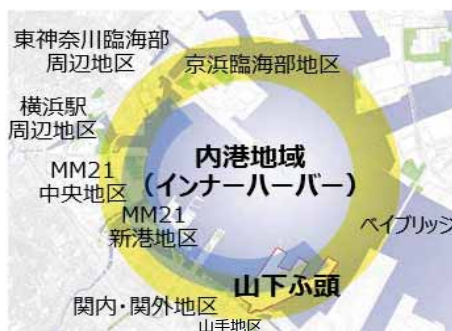 東神奈川臨海部
周辺地区
京浜臨海部地区
横浜駅
周辺地区
内港地域
（インナーハーバー）
MM21
中央地区
MM21
新港地区
ベイブリッジ
山下ふ頭
関内・関外地区
山手地区